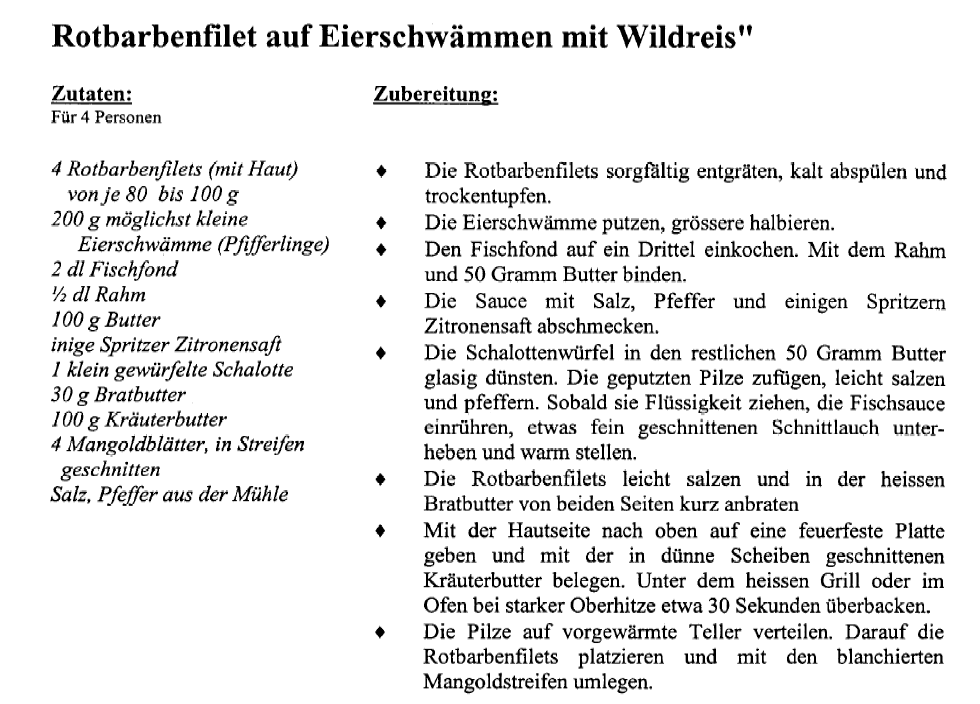 Rotbarbenfilet auf Eierschwämmen mit Wildreis"
Zutaten:
Für 4 Personen
4 Rotbarbenfilets (mit Haut)
von je 80 bis 100 g
200 g möglichst kleine
Eierschwämme (Pfifferlinge)
2 dl Fischfond
½ dl Rahm
100 g Butter
inige Spritzer Zitronensaft
1 klein gewürfelte Schalotte
30 g Bratbutter
100 g Kräuterbutter
4 Mangoldblätter, in Streifen
geschnitten
Salz, Pfeffer aus der Mühle
Zubereitung:
♦ Die Rotbarbenfilets sorgfältig entgräten, kalt abspülen und
trockentupfen.
♦ Die Eierschwämme putzen, grössere halbieren.
♦ Den Fischfond auf ein Drittel einkochen. Mit dem Rahm
und 50 Gramm Butter binden.
♦ Die Sauce mit Salz, Pfeffer und einigen Spritzern
Zitronensaft abschmecken.
♦ Die Schalottenwürfel in den restlichen 50 Gramm Butter
glasig dünsten. Die geputzten Pilze zufügen, leicht salzen
und pfeffern. Sobald sie Flüssigkeit ziehen, die Fischsauce
einrühren, etwas fein geschnittenen Schnittlauch unter-
heben und warm stellen.
♦ Die Rotbarbenfilets leicht salzen und in der heissen
Bratbutter von beiden Seiten kurz anbraten
♦ Mit der Hautseite nach oben auf eine feuerfeste Platte
geben und mit der in dünne Scheiben geschnittenen
Kräuterbutter belegen. Unter dem heissen Grill oder im
Ofen bei starker Oberhitze etwa 30 Sekunden überbacken.
♦ Die Pilze auf vorgewärmte Teller verteilen. Darauf die
Rotbarbenfilets platzieren und mit den blanchierten
Mangoldstreifen umlegen.